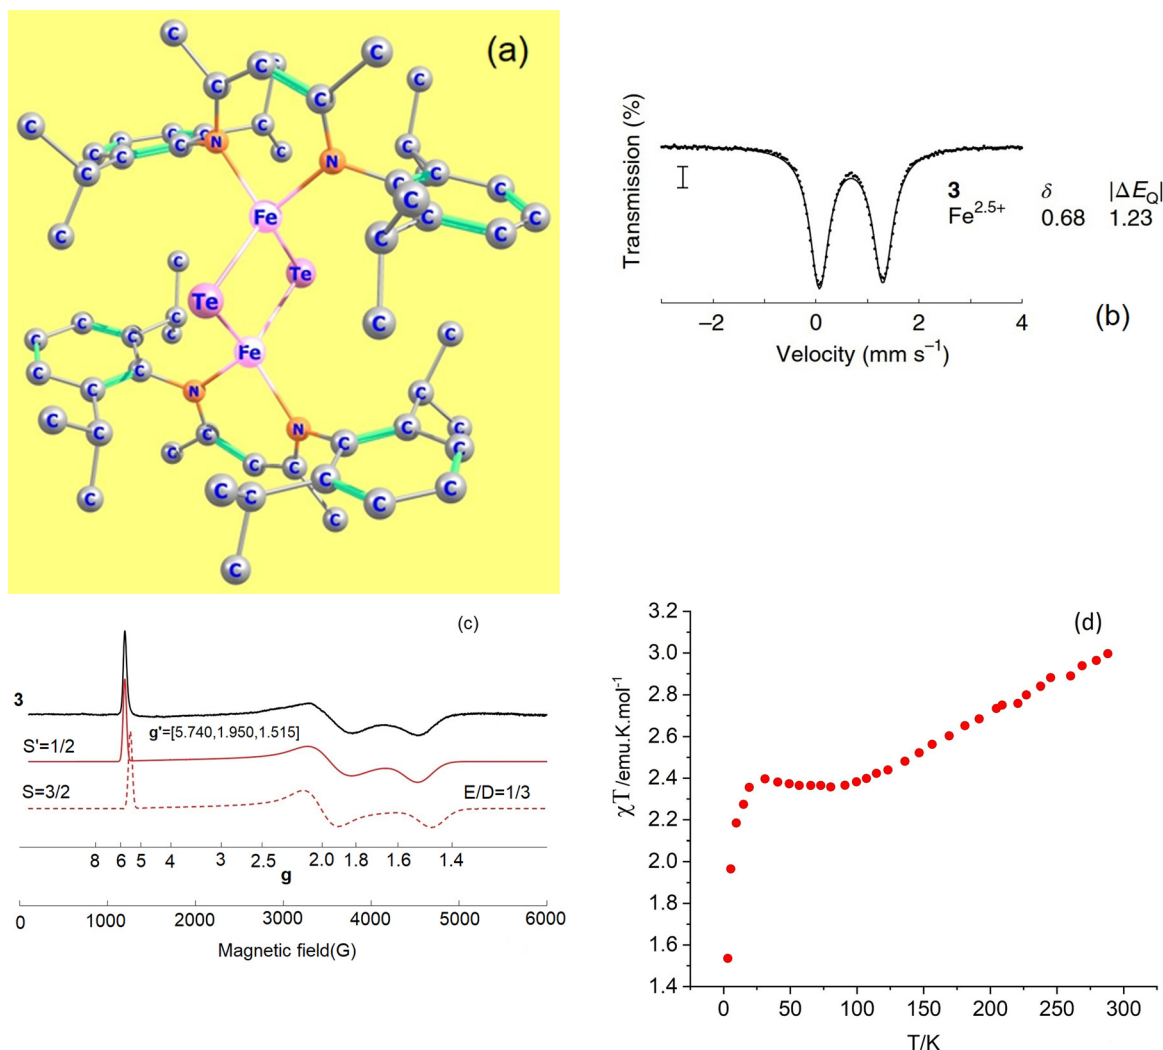 (a)
C C C C C
C C C C C C C C N C C C C
C N C C C C C
C Fe C C C
C Te C
Te C C
C C C C Fe C
C C C N C
C C C C N C C C
C C C C C C C
C C C C C
C
Transmission (%)
3 δ |ΔEQ|
Fe2.5+ 0.68 1.23
−2 0 2 4
Velocity (mm s−1)
(b)
(c)
3
g'=[5.740,1.950,1.515]
S'=1/2
S=3/2 E/D=1/3
8 6 5 4 3 2.5 2.0 1.8 1.6 1.4
g
0 1000 2000 3000 4000 5000 6000
Magnetic field(G)
(d)
χT/emu.K.mol-1
3.2
3.0
2.8
2.6
2.4
2.2
2.0
1.8
1.6
1.4
0 50 100 150 200 250 300
T/K